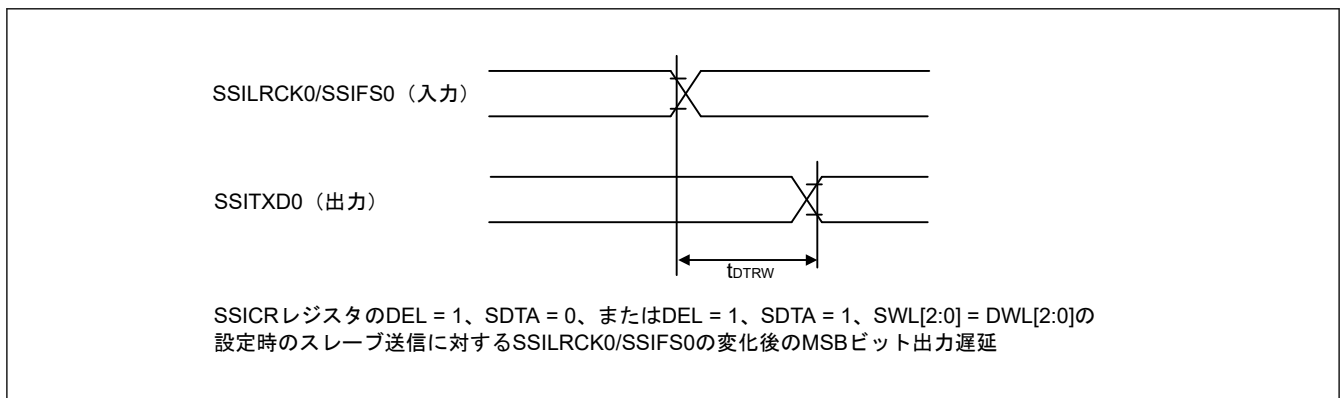 SSILRCK0/SSIFS0（入力）
SSITXD0（出力）
tDTRW
SSICRレジスタのDEL = 1、SDTA = 0、またはDEL = 1、SDTA = 1、SWL[2:0] = DWL[2:0]の
設定時のスレーブ送信に対するSSILRCK0/SSIFS0の変化後のMSBビット出力遅延